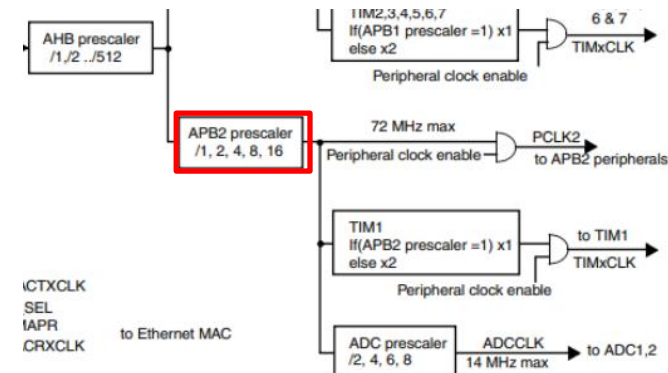 TIM2,3,4,5,6,7
If(APB1 prescaler =1) x1
else x2
6 & 7
TIMxCLK
Peripheral clock enable
AHB prescaler
/1,/2 ../512
APB2 prescaler
/1, 2, 4, 8, 16
72 MHz max
Peripheral clock enable
PCLK2
to APB2 peripherals
TIM1
If(APB2 prescaler =1) x1
else x2
to TIM1
TIMxCLK
Peripheral clock enable
ACTXCLK
SEL
MAPR
CRXCLK
to Ethernet MAC
ADC prescaler
/2, 4, 6, 8
ADCCLK
14 MHz max
to ADC1,2